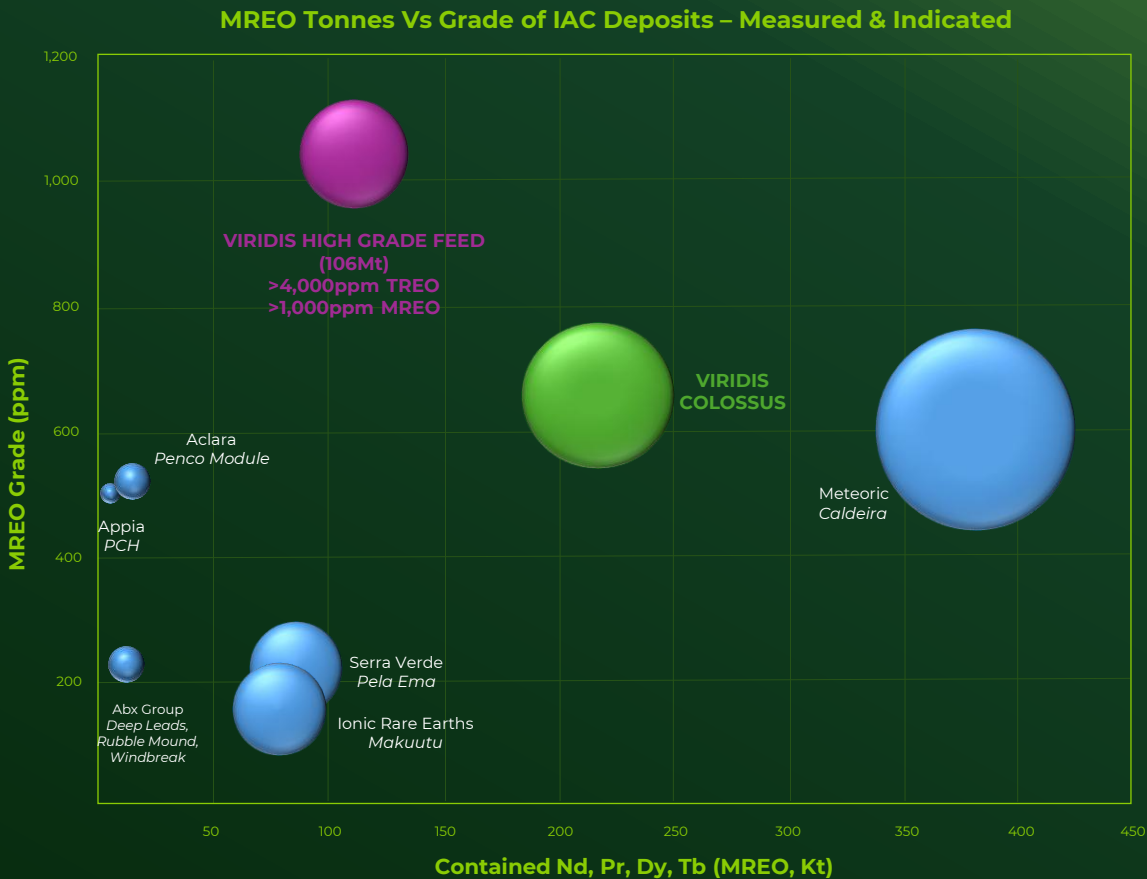 MREO Tonnes Vs Grade of IAC Deposits – Measured & Indicated
MREO Grade (ppm)
1,200
1,000
800
600
400
200
VIRIDIS HIGH GRADE FEED
(106Mt)
>4,000ppm TREO
>1,000ppm MREO
VIRIDIS
COLOSSUS
Aclara
Penco Module
Appia
PCH
Meteoric
Caldeira
Serra Verde
Pela Ema
Abx Group
Deep Leads,
Rubble Mound,
Windbreak
Ionic Rare Earths
Makuutu
50 100 150 200 250 300 350 400 450
Contained Nd, Pr, Dy, Tb (MREO, Kt)